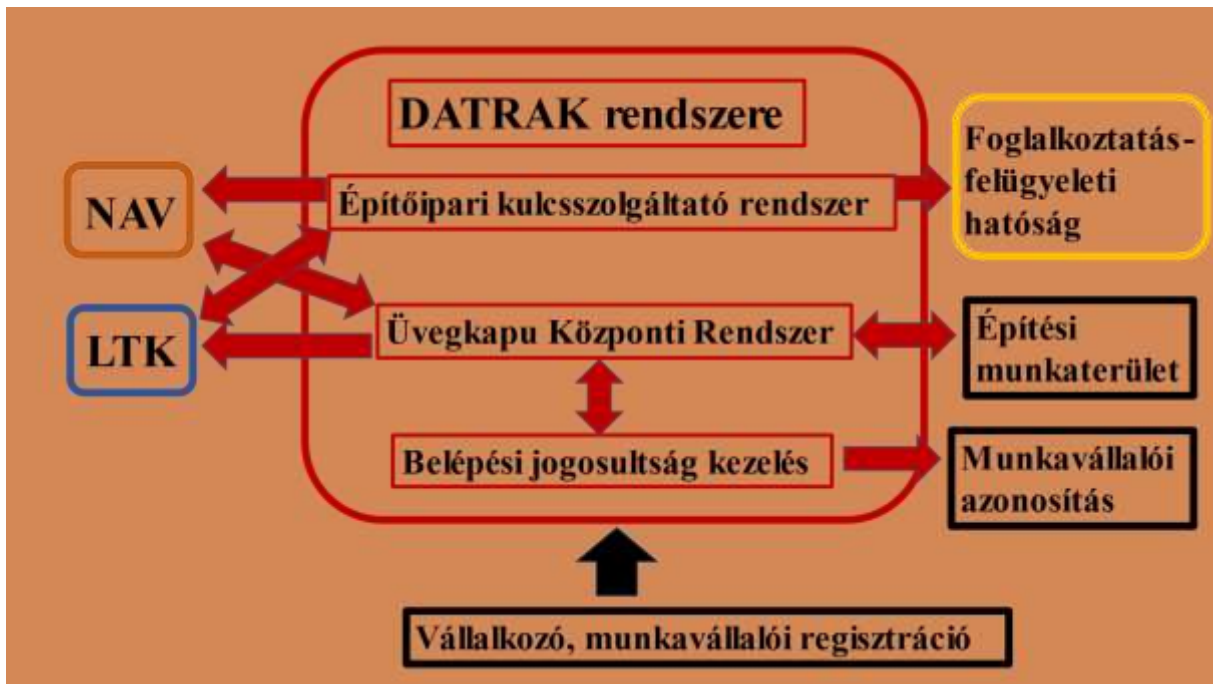 DATRAK rendszere
NAV
LTK
Építőipari kulcsszolgáltató rendszer
Üvegkapu Központi Rendszer
Belépési jogosultság kezelés
Foglalkoztatás-
felügyeleti
hatóság
Építési
munkaterület
Munkavállalói
azonosítás
Vállalkozó, munkavállalói regisztráció